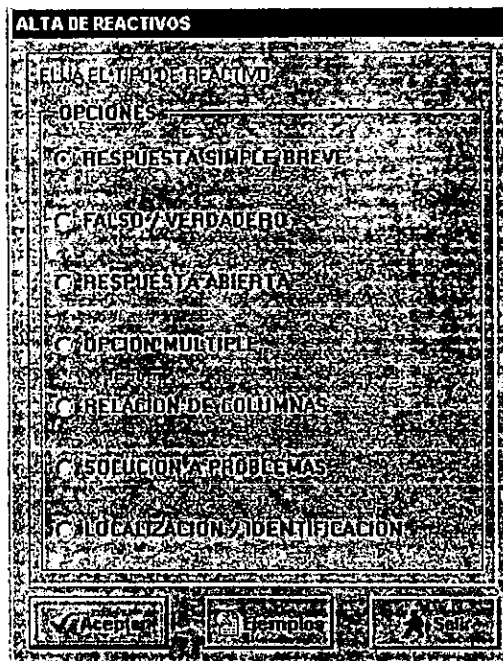 ALTA DE REACTIVOS
ELIJA EL TIPO DE REACTIVO
OPCIONES
RESPUESTA SIMPLE BREVE
FALSO / VERDADERO
RESPUESTA ABIERTA
OPCION MULTIPLE
RELACION DE COLUMNAS
SOLUCION A PROBLEMAS
LOCALIZACION / IDENTIFICACION
Aceptar Ejemplos Salir